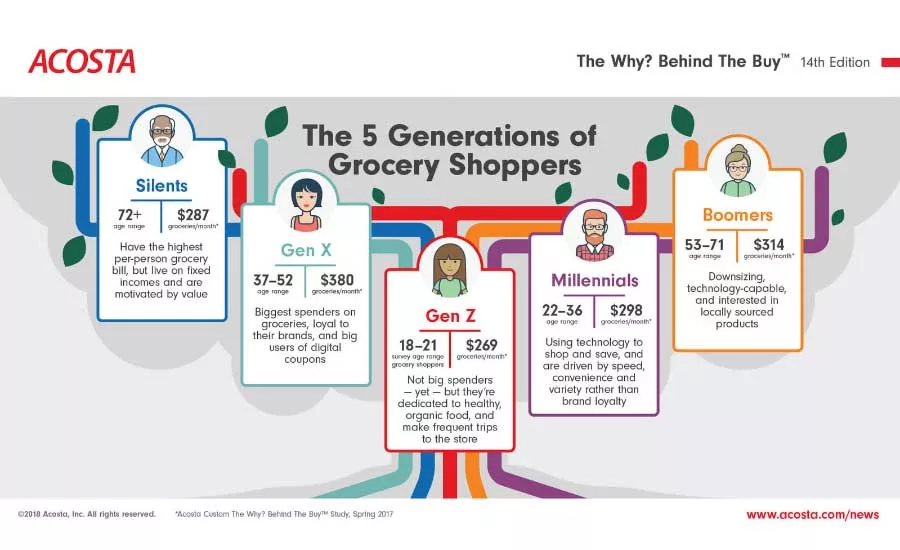 ACOSTA
The Why? Behind The Buy™ 14th Edition
The 5 Generations of
Grocery Shoppers
Silents
72+
age range
$287
groceries/month*
Have the highest
per-person grocery
bill, but live on fixed
incomes and are
motivated by value
Gen X
37–52
age range
$380
groceries/month*
Biggest spenders on
groceries, loyal to
their brands, and big
users of digital
coupons
Gen Z
18–21
survey age range
grocery shoppers
$269
groceries/month*
Not big spenders
— yet — but they're
dedicated to healthy,
organic food, and
make frequent trips
to the store
Millennials
22–36
age range
$298
groceries/month*
Using technology to
shop and save, and
are driven by speed,
convenience and
variety rather than
brand loyalty
Boomers
53–71
age range
$314
groceries/month*
Downsizing,
technology-capable,
and interested in
locally sourced
products
©2018 Acosta, Inc. All rights reserved. *Acosta Custom The Why? Behind The Buy™ Study, Spring 2017
www.acosta.com/news